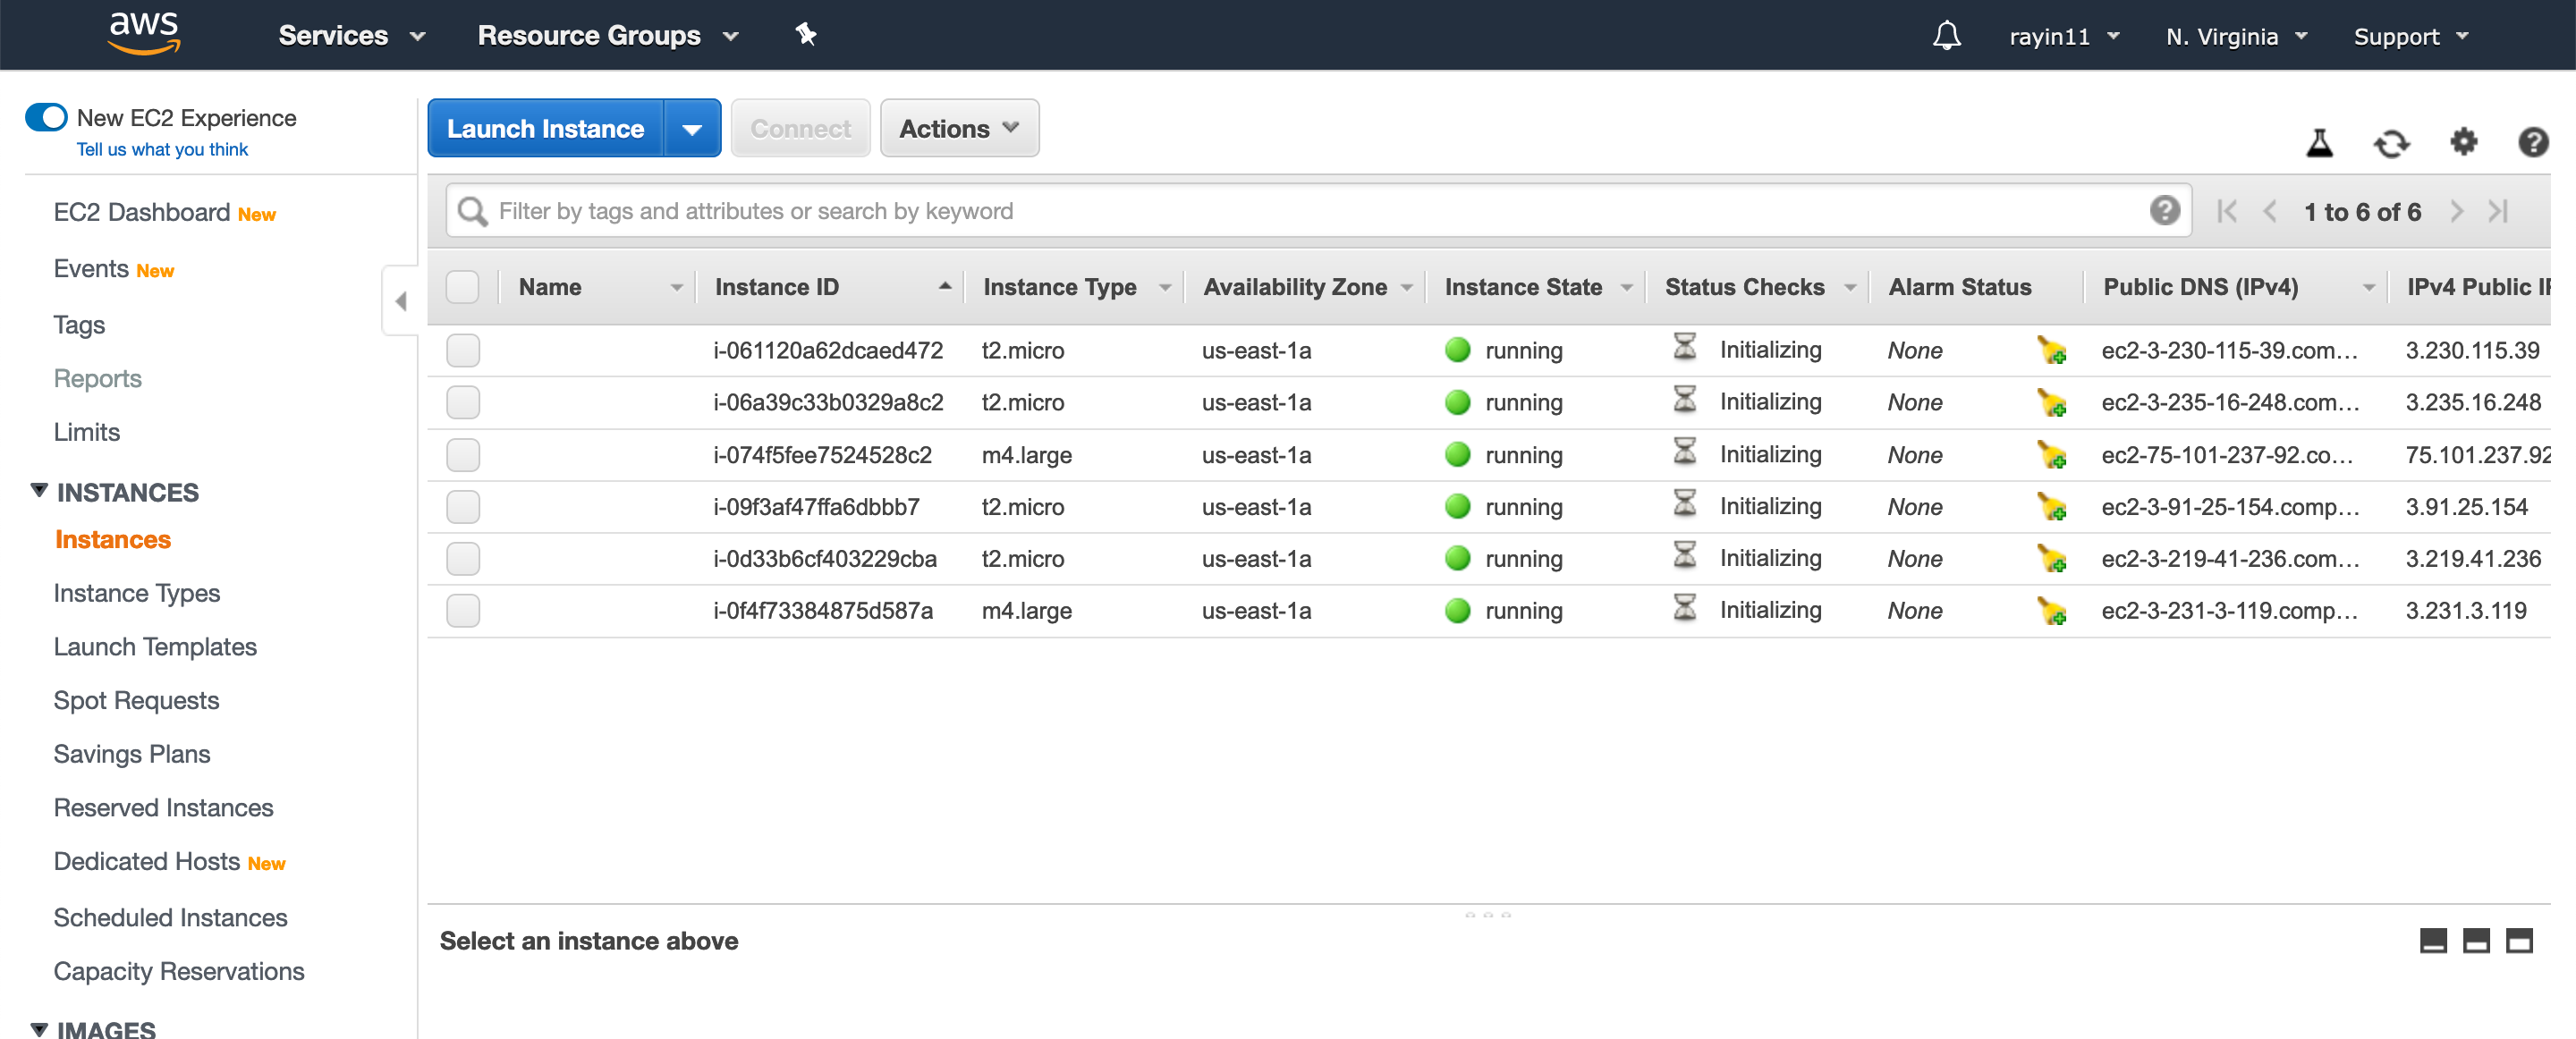 aws Services Resource Groups rayin11 N. Virginia Support
New EC2 Experience
Tell us what you think
EC2 Dashboard New
Events New
Tags
Reports
Limits
INSTANCES
Instances
Instance Types
Launch Templates
Spot Requests
Savings Plans
Reserved Instances
Dedicated Hosts New
Scheduled Instances
Capacity Reservations
IMAGES
Launch Instance Connect Actions
Filter by tags and attributes or search by keyword 1 to 6 of 6
Name Instance ID Instance Type Availability Zone Instance State Status Checks Alarm Status Public DNS (IPv4) IPv4 Public IP
i-061120a62dcaed472 t2.micro us-east-1a running Initializing None ec2-3-230-115-39.com... 3.230.115.39
i-06a39c33b0329a8c2 t2.micro us-east-1a running Initializing None ec2-3-235-16-248.com... 3.235.16.248
i-074f5fee7524528c2 m4.large us-east-1a running Initializing None ec2-75-101-237-92.co... 75.101.237.92
i-09f3af47ffa6dbbb7 t2.micro us-east-1a running Initializing None ec2-3-91-25-154.comp... 3.91.25.154
i-0d33b6cf403229cba t2.micro us-east-1a running Initializing None ec2-3-219-41-236.com... 3.219.41.236
i-0f4f73384875d587a m4.large us-east-1a running Initializing None ec2-3-231-3-119.comp... 3.231.3.119
Select an instance above